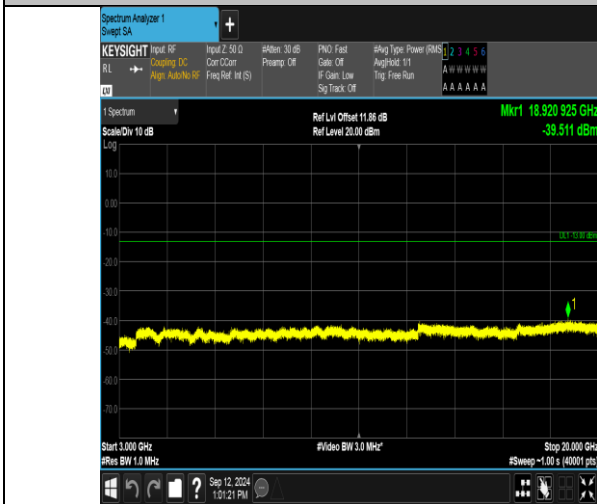 Spectrum Analyzer 1
Swept SA
+
KEYSIGHT Input: RF Input Z: 50 Ω #Atten: 30 dB PNO: Fast #Avg Type: Power (RMS 1 2 3 4 5 6
RL Coupling: DC Corr CCorr Preamp: Off Gate: Off Avg|Hold: 1/1 A W W W W W
Align: Auto/No RF Freq Ref: Int (S) IF Gain: Low Trig: Free Run
Sig Track: Off A A A A A A
1 Spectrum Ref Lvl Offset 11.86 dB Mkr1 18.920 925 GHz
Scale/Div 10 dB Ref Level 20.00 dBm -39.511 dBm
Log
10.0
0.00
-10.0
DL1 -13.00 dBm
-20.0
-30.0
1
-40.0
-50.0
-60.0
-70.0
Start 3.000 GHz #Video BW 3.0 MHz* Stop 20.000 GHz
#Res BW 1.0 MHz #Sweep ~1.00 s (40001 pts)
? Sep 12, 2024
1:01:21 PM